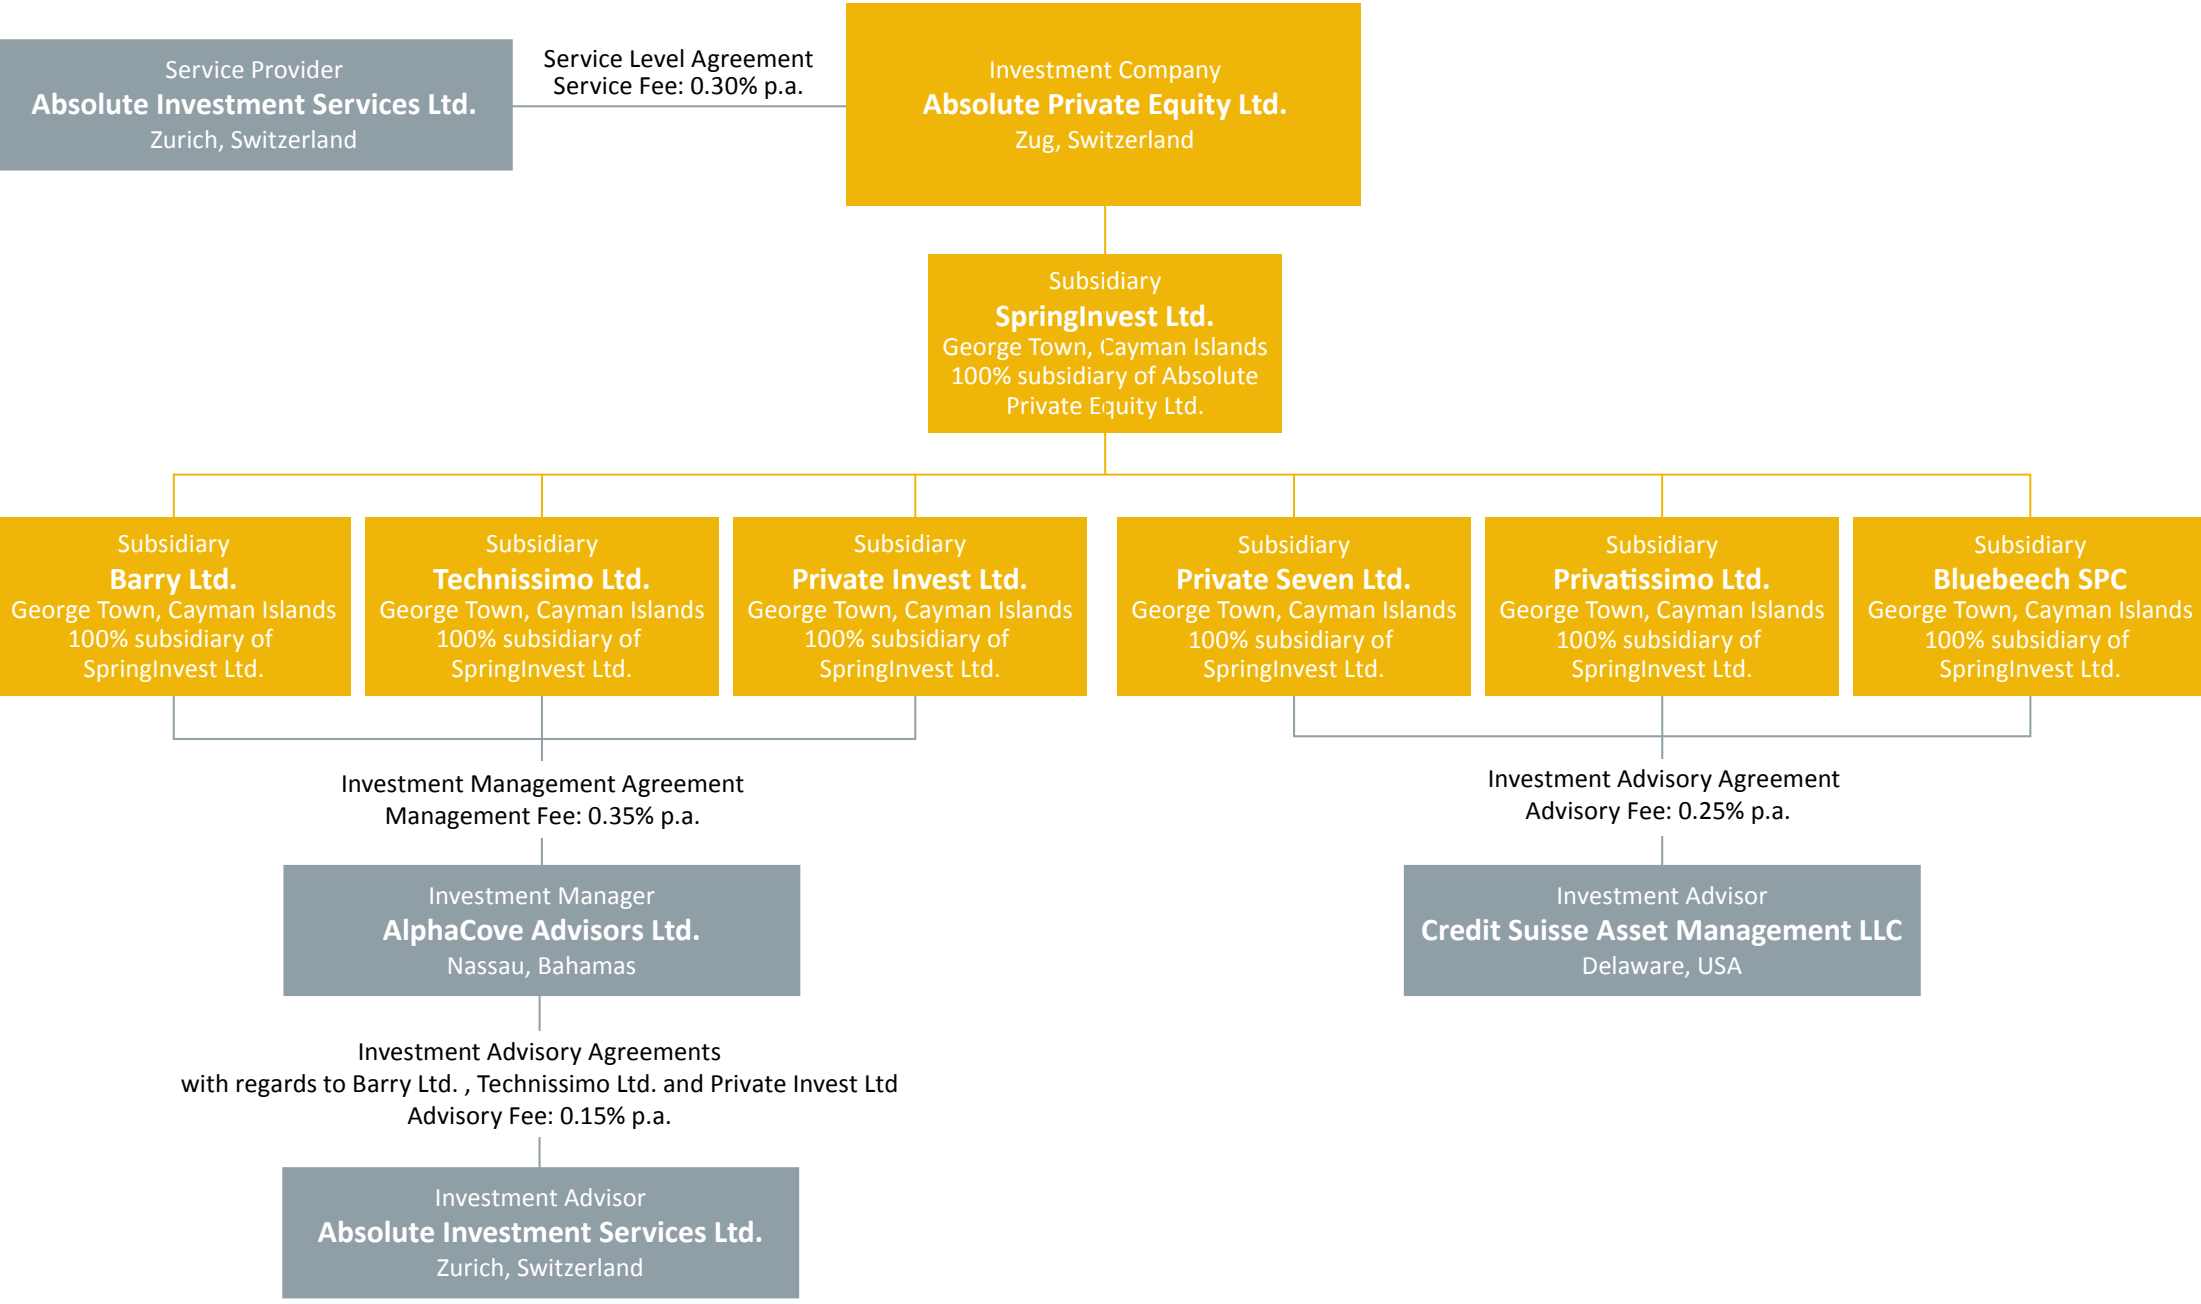 Service Provider
Absolute Investment Services Ltd.
Zurich, Switzerland
Service Level Agreement
Service Fee: 0.30% p.a.
Investment Company
Absolute Private Equity Ltd.
Zug, Switzerland
Subsidiary
SpringInvest Ltd.
George Town, Cayman Islands
100% subsidiary of Absolute
Private Equity Ltd.
Subsidiary
Barry Ltd.
George Town, Cayman Islands
100% subsidiary of
SpringInvest Ltd.
Subsidiary
Technissimo Ltd.
George Town, Cayman Islands
100% subsidiary of
SpringInvest Ltd.
Subsidiary
Private Invest Ltd.
George Town, Cayman Islands
100% subsidiary of
SpringInvest Ltd.
Subsidiary
Private Seven Ltd.
George Town, Cayman Islands
100% subsidiary of
SpringInvest Ltd.
Subsidiary
Privatissimo Ltd.
George Town, Cayman Islands
100% subsidiary of
SpringInvest Ltd.
Subsidiary
Bluebeech SPC
George Town, Cayman Islands
100% subsidiary of
SpringInvest Ltd.
Investment Management Agreement
Management Fee: 0.35% p.a.
Investment Advisory Agreement
Advisory Fee: 0.25% p.a.
Investment Manager
AlphaCove Advisors Ltd.
Nassau, Bahamas
Investment Advisor
Credit Suisse Asset Management LLC
Delaware, USA
Investment Advisory Agreements
with regards to Barry Ltd. , Technissimo Ltd. and Private Invest Ltd
Advisory Fee: 0.15% p.a.
Investment Advisor
Absolute Investment Services Ltd.
Zurich, Switzerland